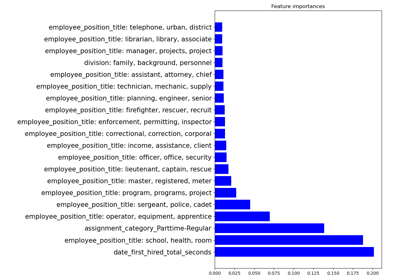 Feature importances
employee_position_title: telephone, urban, district
employee_position_title: librarian, library, associate
employee_position_title: manager, projects, project
division: family, background, personnel
employee_position_title: assistant, attorney, chief
employee_position_title: technician, mechanic, supply
employee_position_title: planning, engineer, senior
employee_position_title: firefighter, rescuer, recruit
employee_position_title: enforcement, permitting, inspector
employee_position_title: correctional, correction, corporal
employee_position_title: income, assistance, client
employee_position_title: officer, office, security
employee_position_title: lieutenant, captain, rescue
employee_position_title: master, registered, meter
employee_position_title: program, programs, project
employee_position_title: sergeant, police, cadet
employee_position_title: operator, equipment, apprentice
assignment_category_Parttime-Regular
employee_position_title: school, health, room
date_first_hired_total_seconds
0.000 0.025 0.050 0.075 0.100 0.125 0.150 0.175 0.200